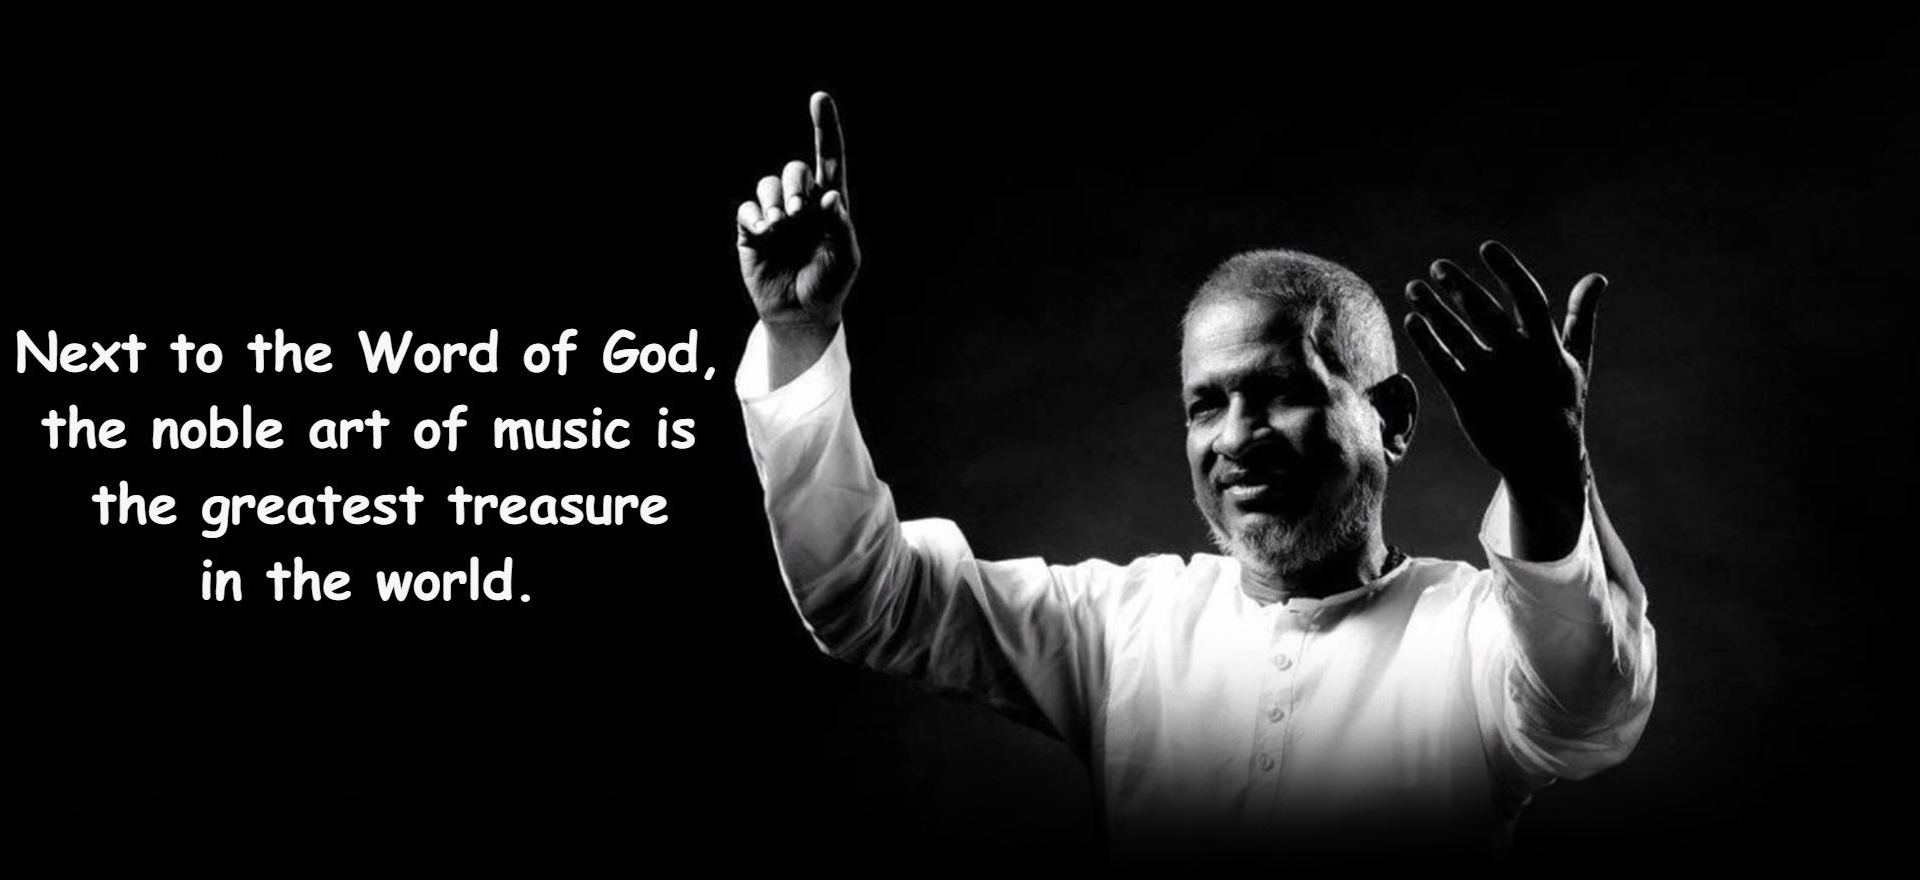 Next to the Word of God,
the noble art of music is
the greatest treasure
in the world.